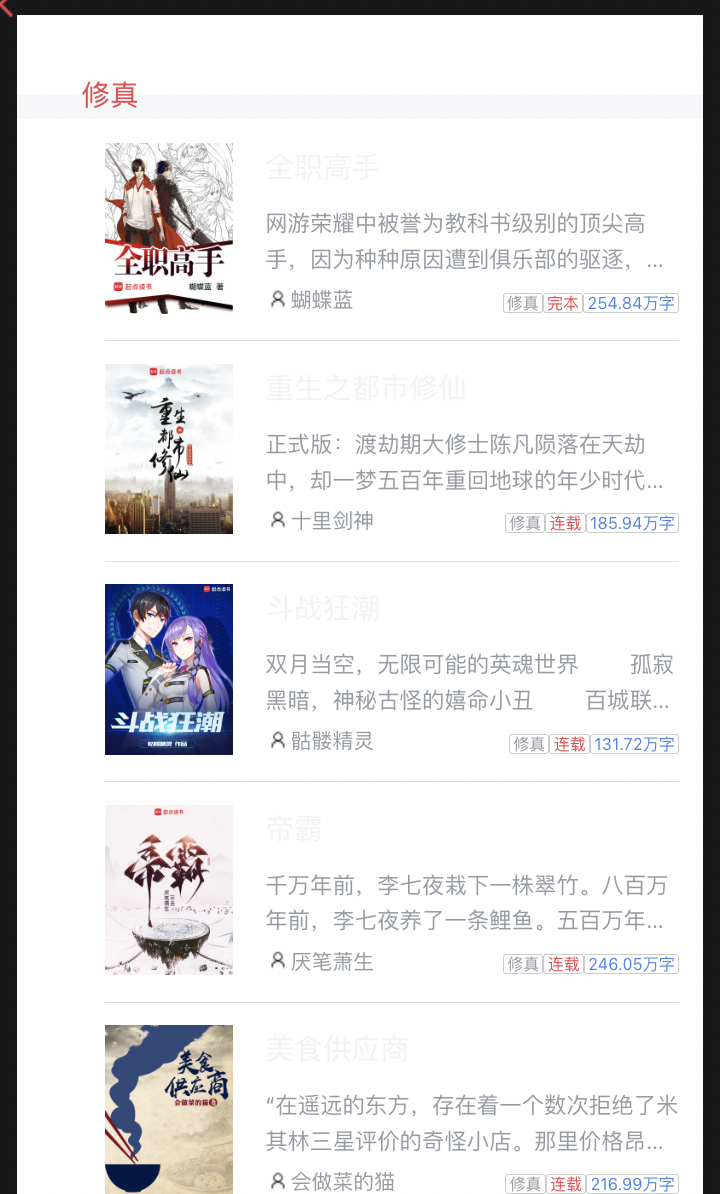 修真
全职高手
起点读书
蝴蝶蓝 著
全职高手
网游荣耀中被誉为教科书级别的顶尖高
手，因为种种原因遭到俱乐部的驱逐，...
蝴蝶蓝
修真 完本 254.84万字
起点读书
重生之都市修仙
重生之都市修仙
正式版：渡劫期大修士陈凡陨落在天劫
中，却一梦五百年重回地球的年少时代...
十里剑神
修真 连载 185.94万字
起点读书
斗战狂潮
骷髅精灵 作品
斗战狂潮
双月当空，无限可能的英魂世界　　孤寂
黑暗，神秘古怪的嬉命小丑　　百城联...
骷髅精灵
修真 连载 131.72万字
起点读书
帝霸
厌笔萧生
帝霸
千万年前，李七夜栽下一株翠竹。八百万
年前，李七夜养了一条鲤鱼。五百万年...
厌笔萧生
修真 连载 246.05万字
美食
供应商
会做菜的猫
美食供应商
“在遥远的东方，存在着一个数次拒绝了米
其林三星评价的奇怪小店。那里价格昂...
会做菜的猫
修真 连载 216.99万字